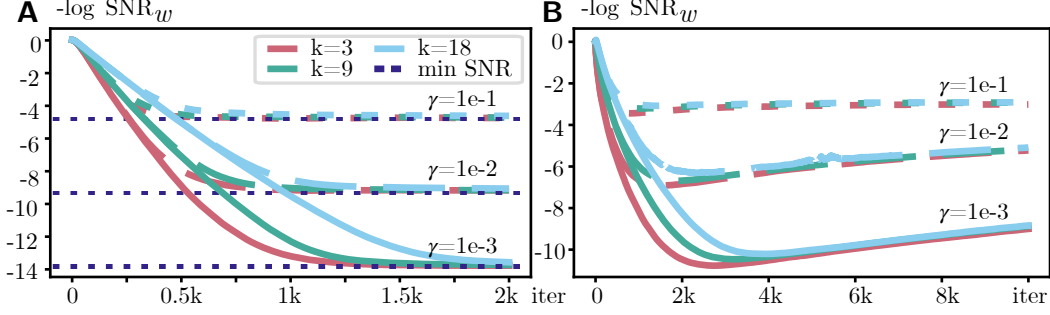 A
-log SNR_w
0
-2
-4
-6
-8
-10
-12
-14
0
0.5k
1k
1.5k
2k
iter
k=3
k=9
k=18
min SNR
γ=1e-1
γ=1e-2
γ=1e-3
B
-log SNR_w
0
-2
-4
-6
-8
-10
0
2k
4k
6k
8k
iter
γ=1e-1
γ=1e-2
γ=1e-3